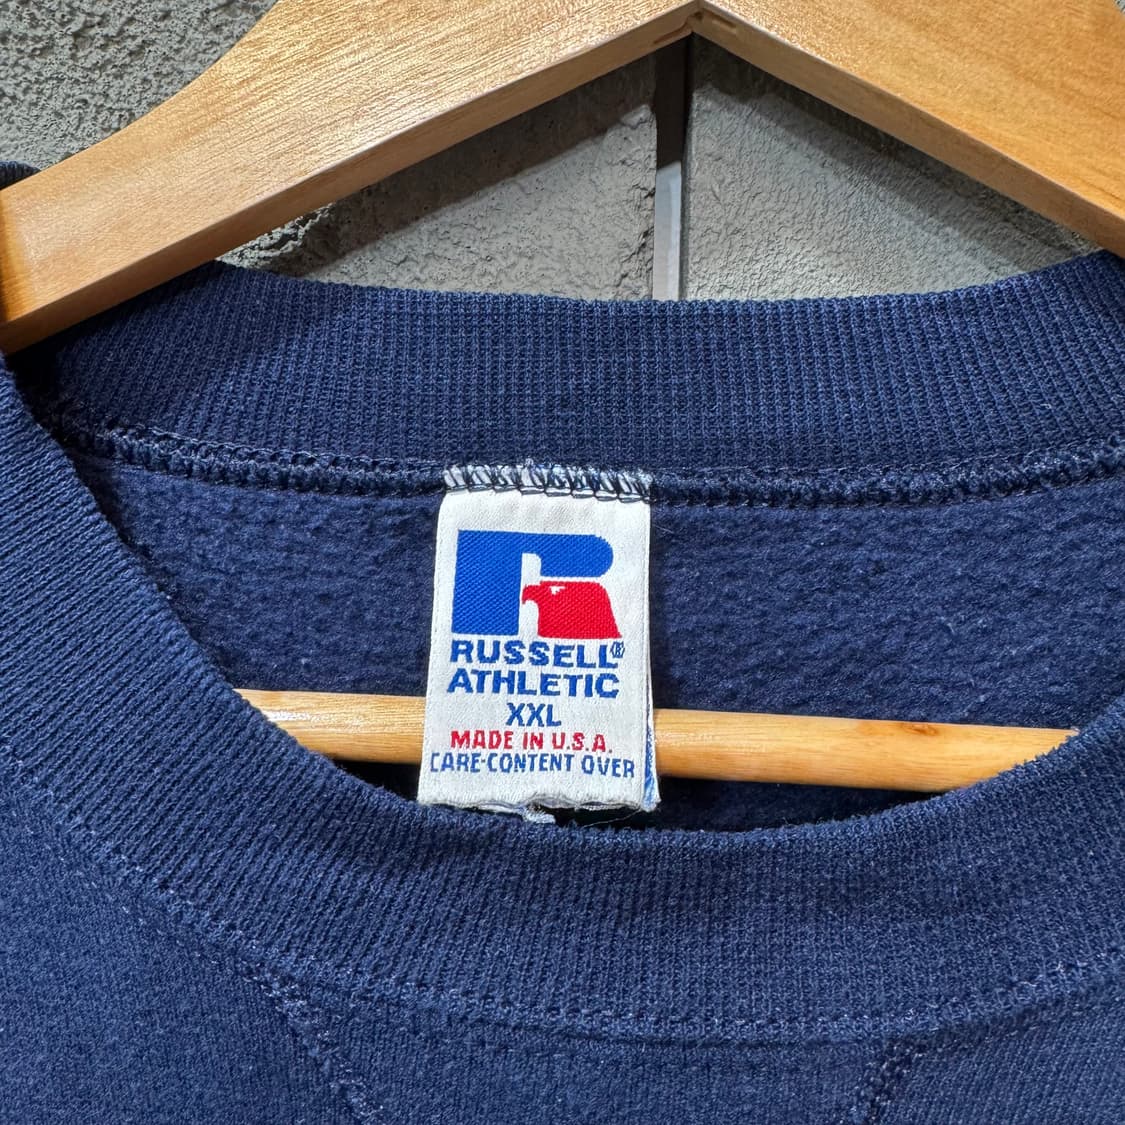 RUSSELL®
ATHLETIC
XXL
MADE IN U.S.A.
CARE-CONTENT OVER